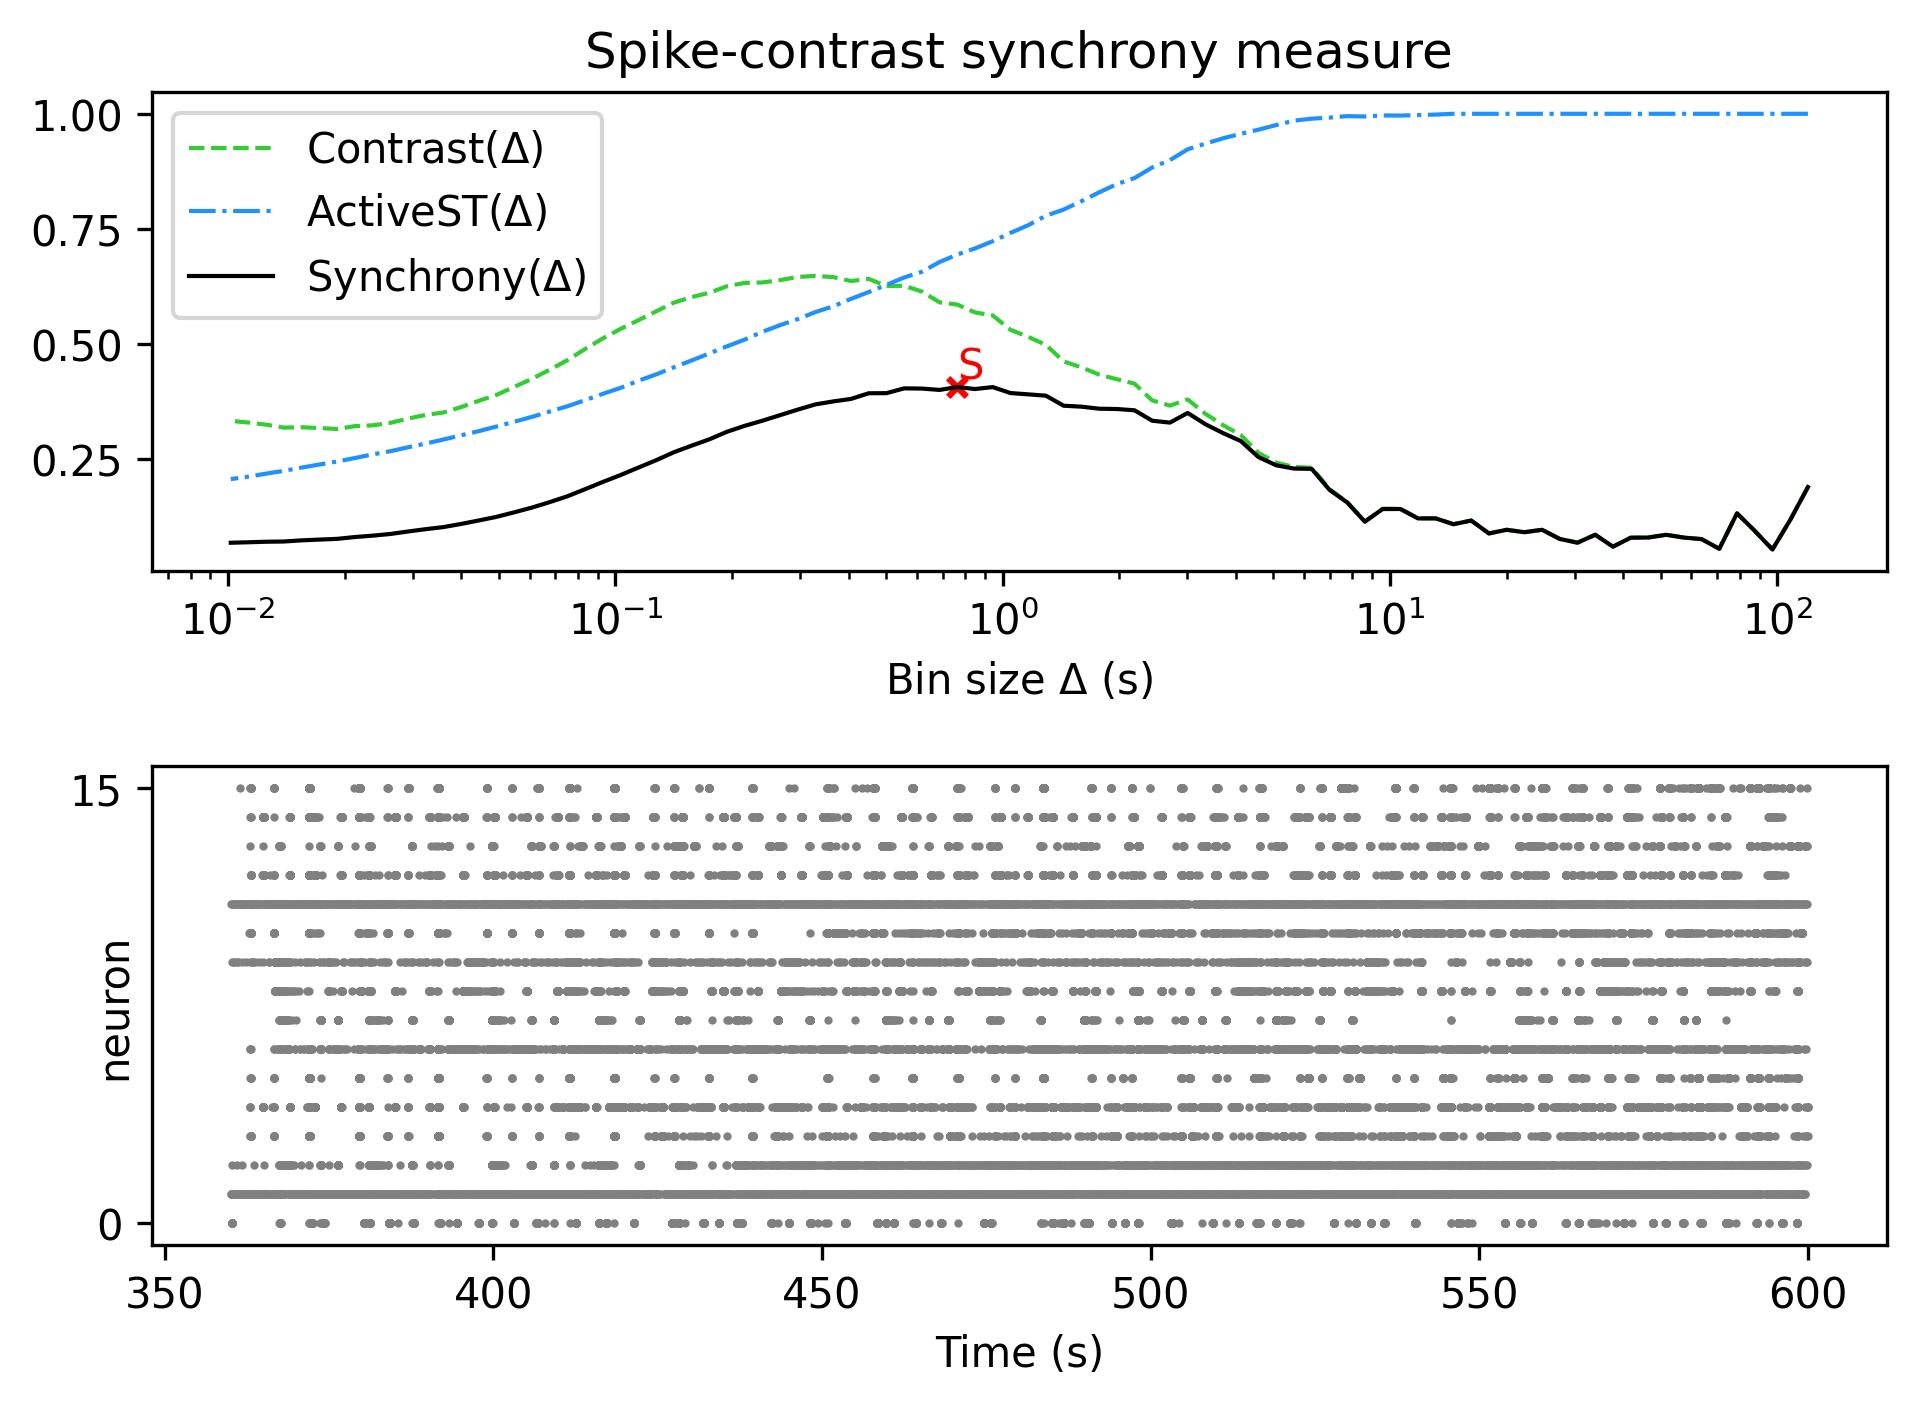 Spike-contrast synchrony measure
1.00
0.75
0.50
0.25
Contrast(Δ)
ActiveST(Δ)
Synchrony(Δ)
S
10⁻² 10⁻¹ 10⁰ 10¹ 10²
Bin size Δ (s)
15
0
neuron
350 400 450 500 550 600
Time (s)